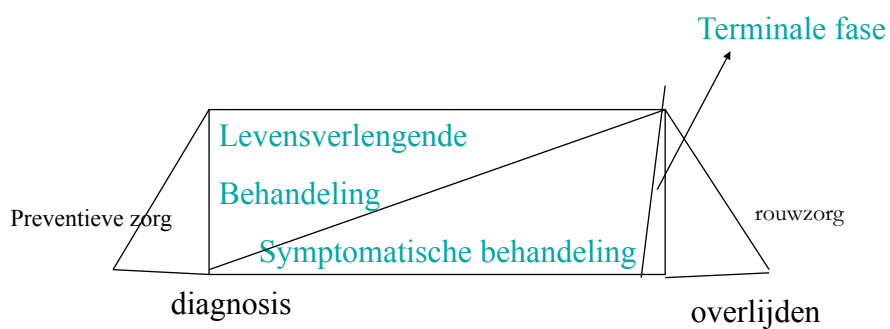 Terminale fase
Levensverlengende
Behandeling
Preventieve zorg
rouwzorg
Symptomatische behandeling
diagnosis
overlijden